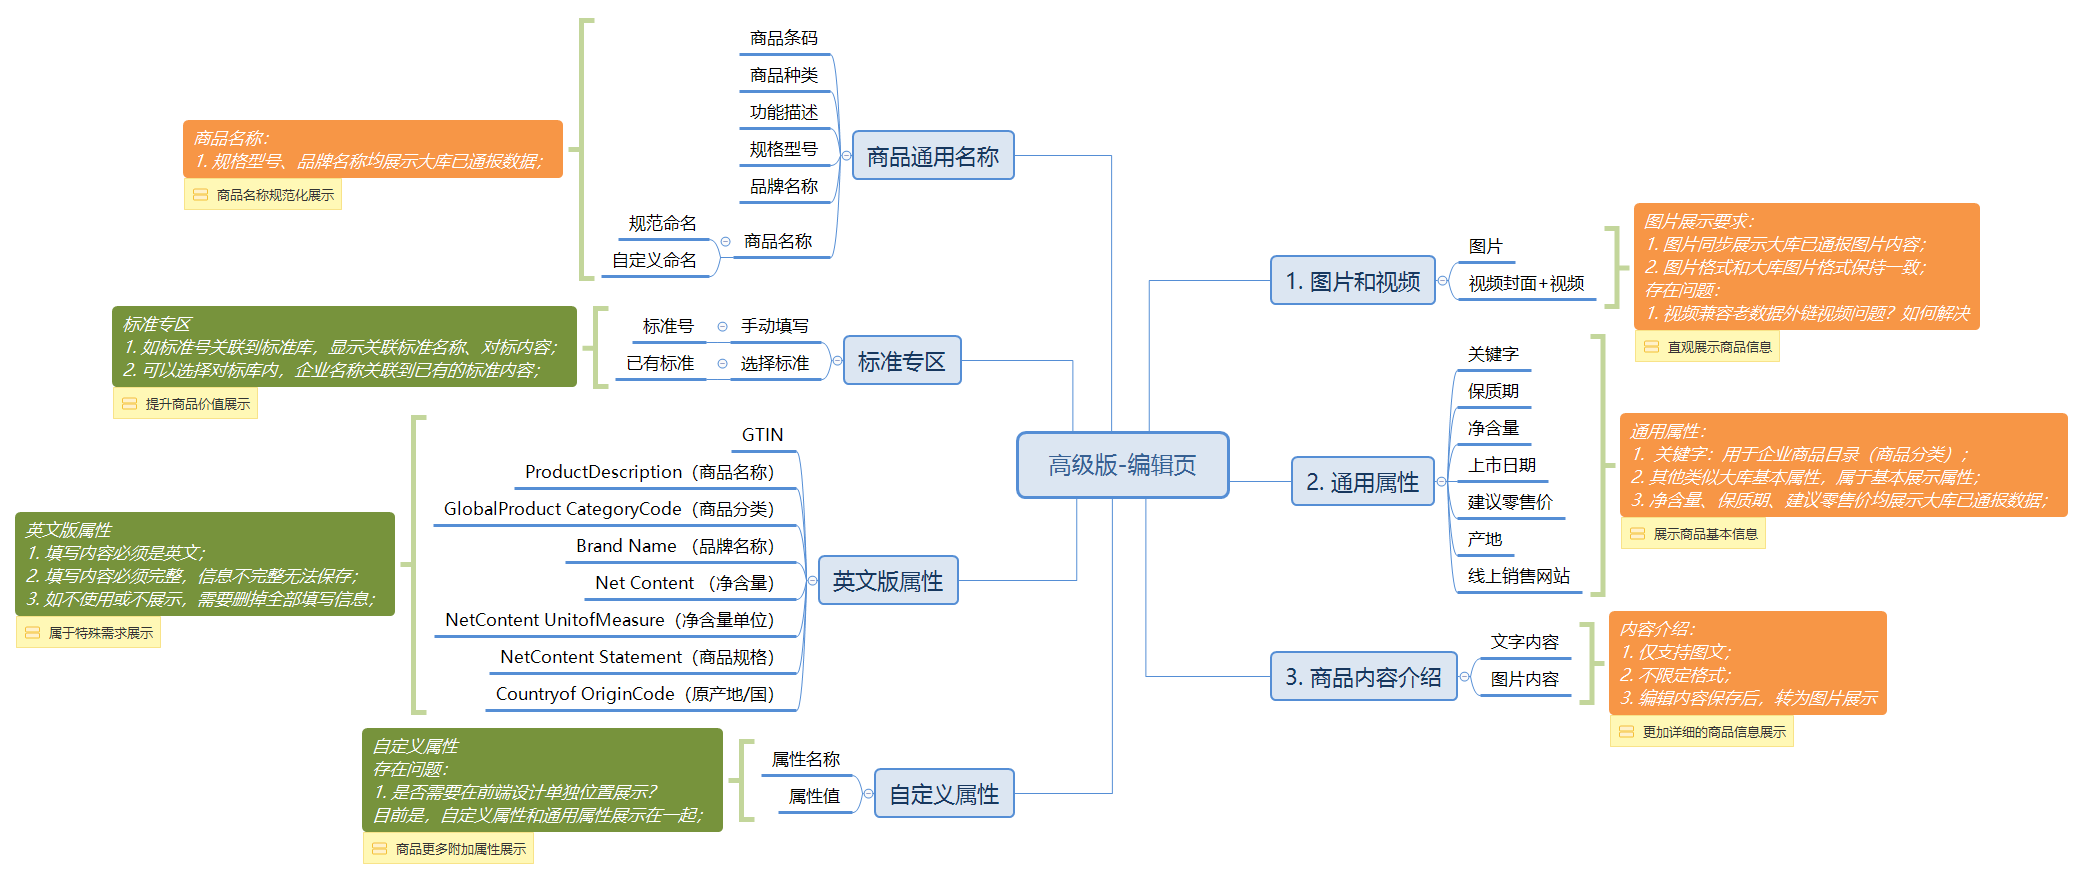 高级版-编辑页
商品通用名称
商品条码
商品种类
功能描述
规格型号
品牌名称
商品名称
规范命名
自定义命名
商品名称：
1. 规格型号、品牌名称均展示大库已通报数据；
商品名称规范化展示
标准专区
手动填写
标准号
选择标准
已有标准
标准专区
1. 如标准号关联到标准库，显示关联标准名称、对标内容；
2. 可以选择对标库内，企业名称关联到已有的标准内容；
提升商品价值展示
英文版属性
GTIN
ProductDescription（商品名称）
GlobalProduct CategoryCode（商品分类）
Brand Name （品牌名称）
Net Content （净含量）
NetContent UnitofMeasure（净含量单位）
NetContent Statement（商品规格）
Countryof OriginCode（原产地/国）
英文版属性
1. 填写内容必须是英文；
2. 填写内容必须完整，信息不完整无法保存；
3. 如不使用或不展示，需要删掉全部填写信息；
属于特殊需求展示
自定义属性
属性名称
属性值
自定义属性
存在问题：
1. 是否需要在前端设计单独位置展示？
目前是，自定义属性和通用属性展示在一起；
商品更多附加属性展示
1. 图片和视频
图片
视频封面+视频
图片展示要求：
1. 图片同步展示大库已通报图片内容；
2. 图片格式和大库图片格式保持一致；
存在问题：
1. 视频兼容老数据外链视频问题？如何解决
直观展示商品信息
2. 通用属性
关键字
保质期
净含量
上市日期
建议零售价
产地
线上销售网站
通用属性：
1. 关键字：用于企业商品目录（商品分类）；
2. 其他类似大库基本属性，属于基本展示属性；
3. 净含量、保质期、建议零售价均展示大库已通报数据；
展示商品基本信息
3. 商品内容介绍
文字内容
图片内容
内容介绍：
1. 仅支持图文；
2. 不限定格式；
3. 编辑内容保存后，转为图片展示
更加详细的商品信息展示